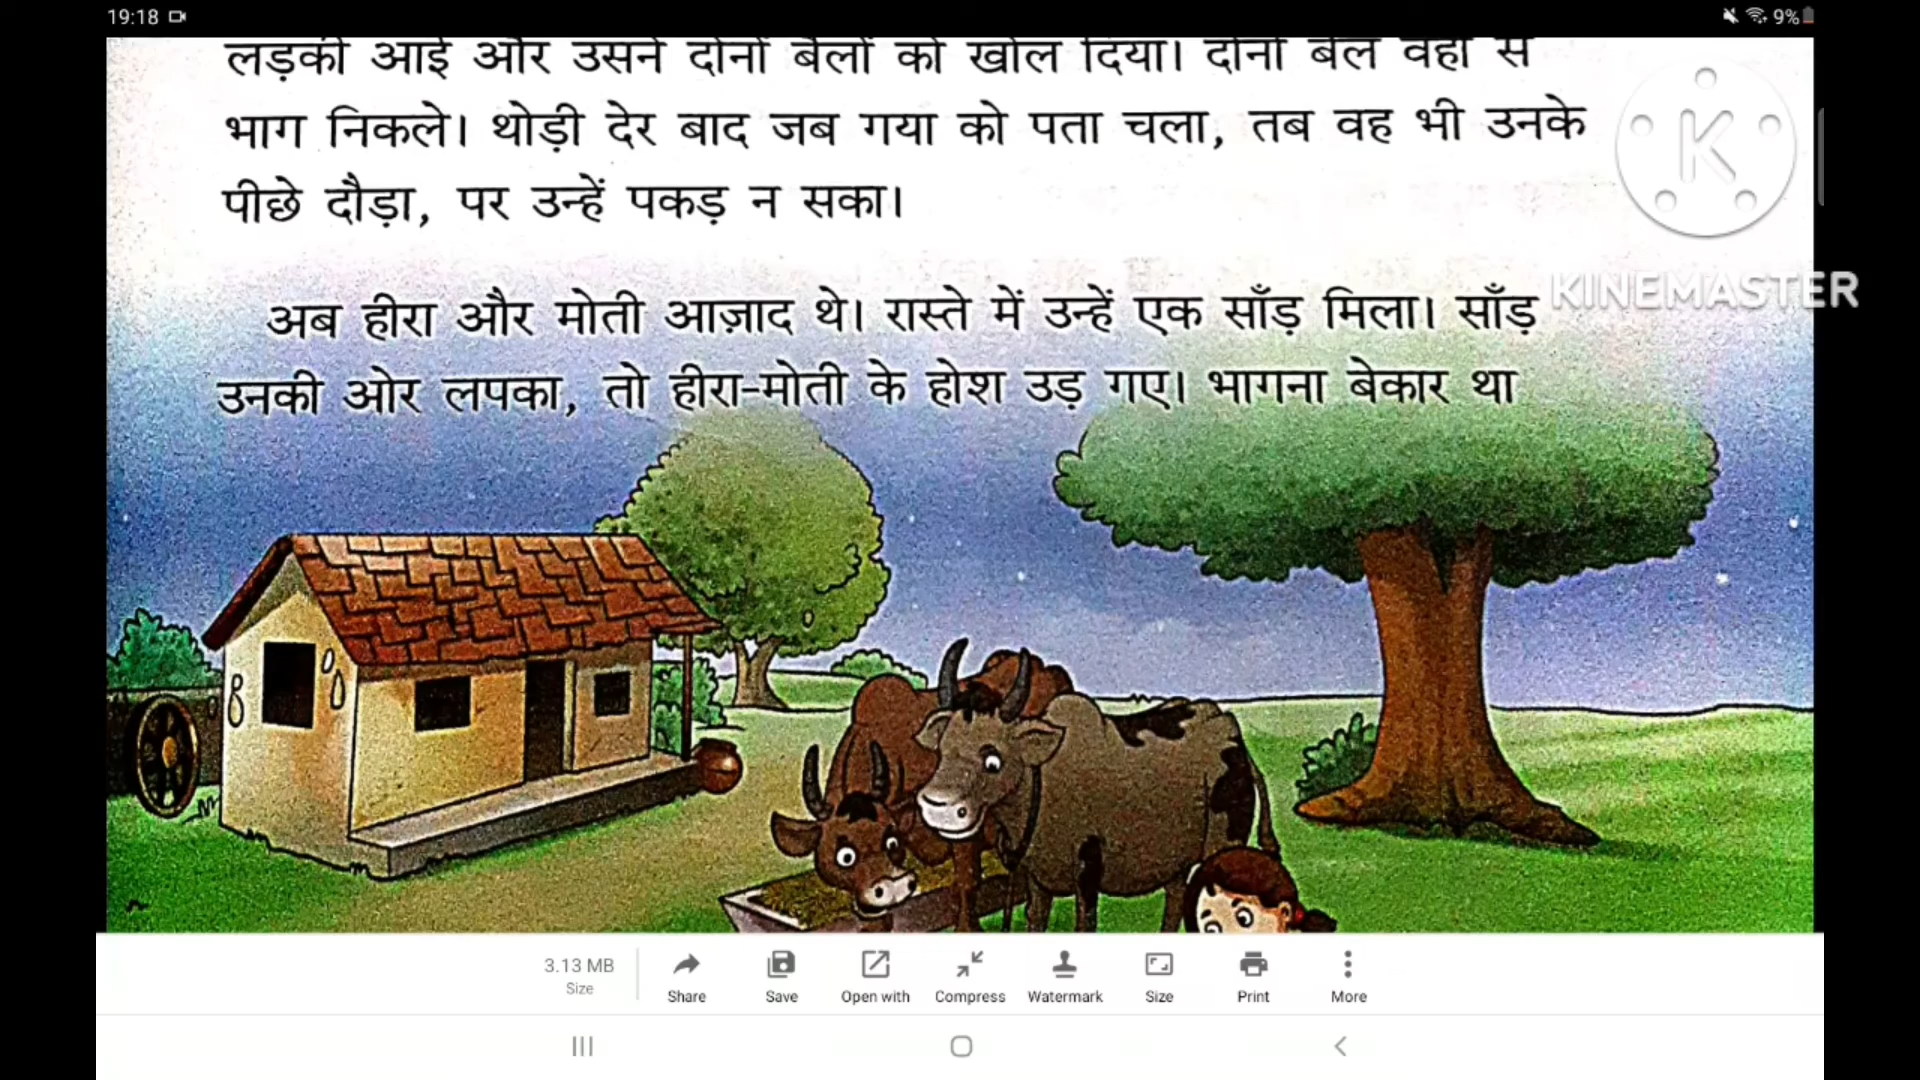 19:18
9%
लड़की आई और उसने दोनों बैलों को खोल दिया। दोनों बैल वहाँ से
भाग निकले। थोड़ी देर बाद जब गया को पता चला, तब वह भी उनके
पीछे दौड़ा, पर उन्हें पकड़ न सका।
K
KINEMASTER
अब हीरा और मोती आज़ाद थे। रास्ते में उन्हें एक साँड़ मिला। साँड़
उनकी ओर लपका, तो हीरा-मोती के होश उड़ गए। भागना बेकार था
3.13 MB
Size
Share
Save
Open with
Compress
Watermark
Size
Print
More